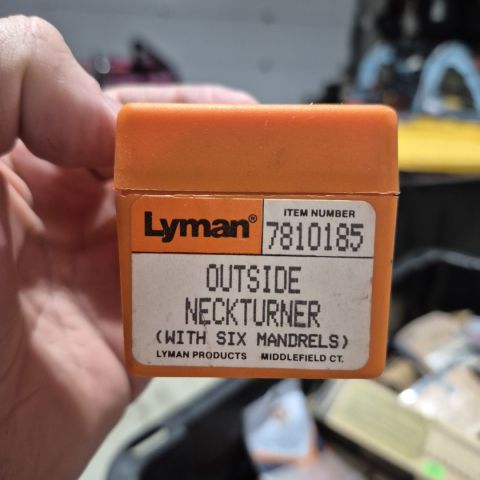 Lyman®
ITEM NUMBER
7810185
OUTSIDE
NECKTURNER
(WITH SIX MANDRELS)
LYMAN PRODUCTS MIDDLEFIELD CT.